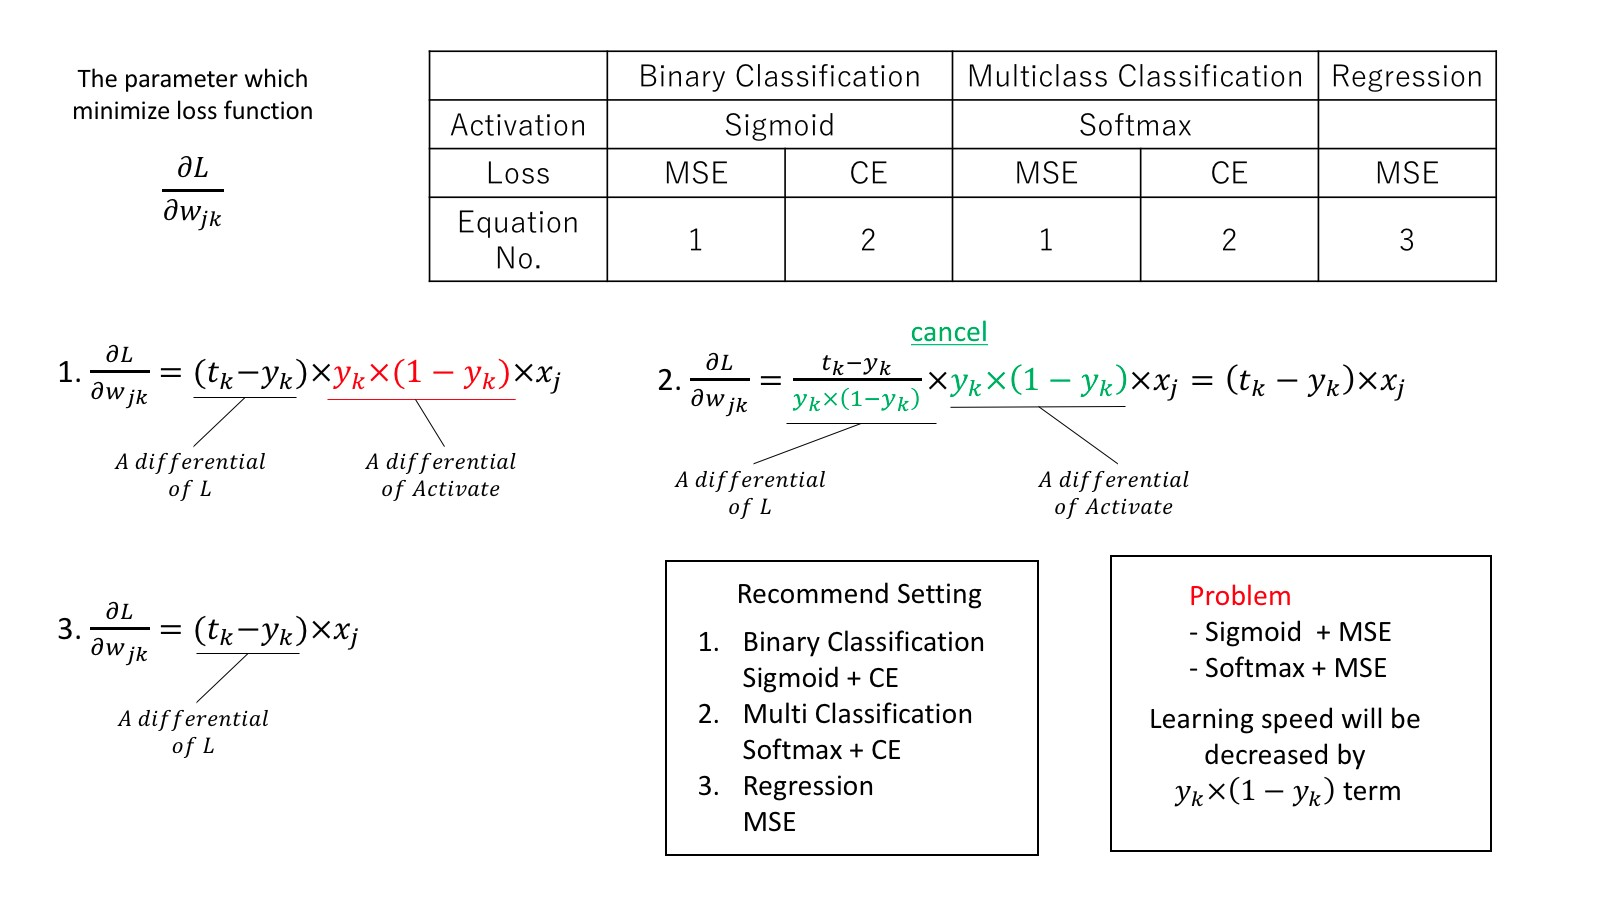 The parameter which
minimize loss function
∂L
∂w_jk
Binary Classification Multiclass Classification Regression
Activation Sigmoid Softmax
Loss MSE CE MSE CE MSE
Equation
No. 1 2 1 2 3
1. ∂L/∂w_jk = (t_k−y_k)×y_k×(1 − y_k)×x_j
A differential
of L
A differential
of Activate
cancel
2. ∂L/∂w_jk = t_k−y_k/y_k×(1−y_k) ×y_k×(1 − y_k)×x_j = (t_k − y_k)×x_j
A differential
of L
A differential
of Activate
3. ∂L/∂w_jk = (t_k−y_k)×x_j
A differential
of L
Recommend Setting
1. Binary Classification
Sigmoid + CE
2. Multi Classification
Softmax + CE
3. Regression
MSE
Problem
- Sigmoid + MSE
- Softmax + MSE
Learning speed will be
decreased by
y_k×(1 − y_k) term